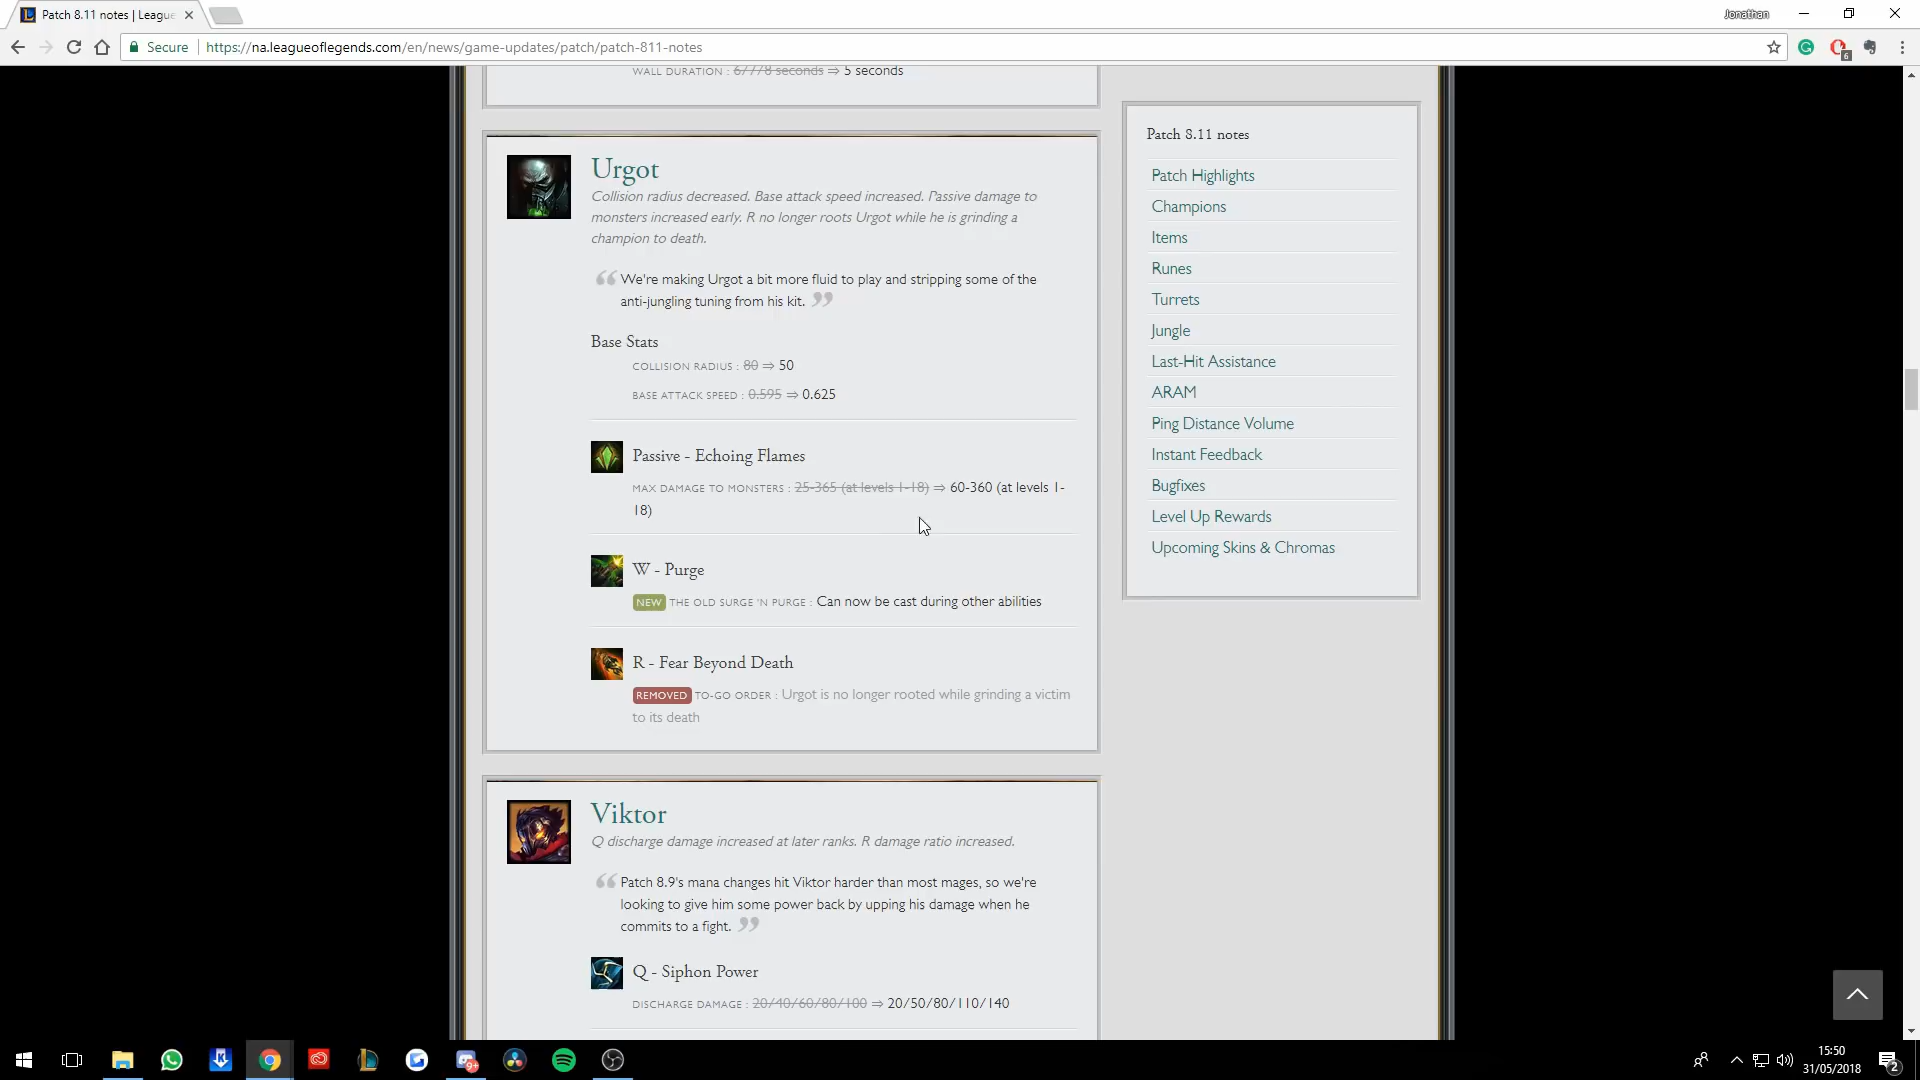 Patch 8.11 notes | League
Jonathan
Secure
https://na.leagueoflegends.com/en/news/game-updates/patch/patch-811-notes
6
WALL DURATION : 6/7/8 seconds ⇒ 5 seconds
Urgot
Collision radius decreased. Base attack speed increased. Passive damage to
monsters increased early. R no longer roots Urgot while he is grinding a
champion to death.
“ We're making Urgot a bit more fluid to play and stripping some of the
anti-jungling tuning from his kit. ”
Base Stats
COLLISION RADIUS : 80 ⇒ 50
BASE ATTACK SPEED : 0.595 ⇒ 0.625
Passive - Echoing Flames
MAX DAMAGE TO MONSTERS : 25-365 (at levels 1-18) ⇒ 60-360 (at levels 1-
18)
W - Purge
NEW THE OLD SURGE 'N PURGE : Can now be cast during other abilities
R - Fear Beyond Death
REMOVED TO-GO ORDER : Urgot is no longer rooted while grinding a victim
to its death
Viktor
Q discharge damage increased at later ranks. R damage ratio increased.
“ Patch 8.9's mana changes hit Viktor harder than most mages, so we're
looking to give him some power back by upping his damage when he
commits to a fight. ”
Q - Siphon Power
DISCHARGE DAMAGE : 20/40/60/80/100 ⇒ 20/50/80/110/140
Patch 8.11 notes
Patch Highlights
Champions
Items
Runes
Turrets
Jungle
Last-Hit Assistance
ARAM
Ping Distance Volume
Instant Feedback
Bugfixes
Level Up Rewards
Upcoming Skins & Chromas
9+
15:50
31/05/2018
2